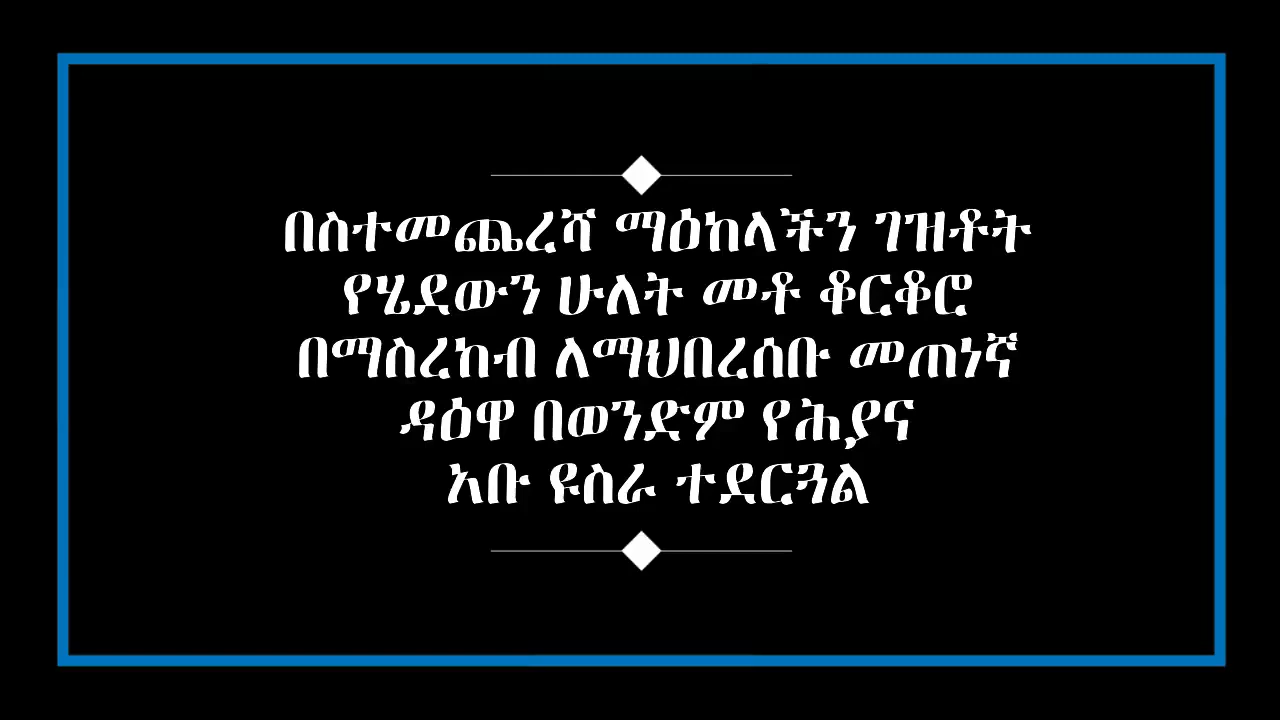 በስተመጨረሻ ማዕከላችን ገዝቶት
የሄደውን ሁለት መቶ ቆርቆሮ
በማስረከብ ለማህበረሰቡ መጠነኛ
ዳዕዋ በወንድም የሕያና
አቡ ዩስራ ተደርጓል